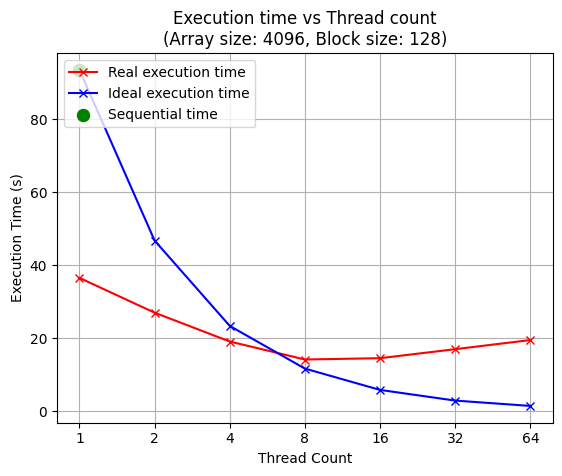 Execution time vs Thread count
(Array size: 4096, Block size: 128)
Real execution time
Ideal execution time
Sequential time
Execution Time (s)
80
60
40
20
0
1 2 4 8 16 32 64
Thread Count